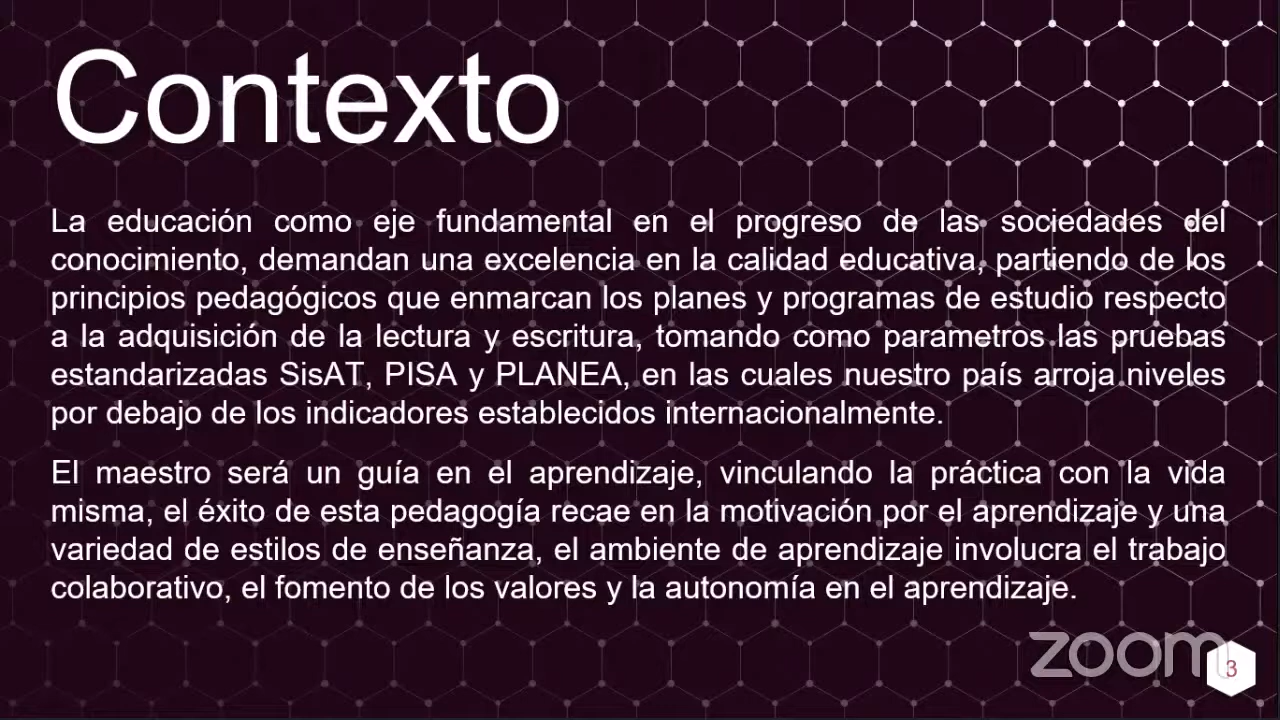 Contexto
La educación como eje fundamental en el progreso de las sociedades del
conocimiento, demandan una excelencia en la calidad educativa, partiendo de los
principios pedagógicos que enmarcan los planes y programas de estudio respecto
a la adquisición de la lectura y escritura, tomando como parametros las pruebas
estandarizadas SisAT, PISA y PLANEA, en las cuales nuestro país arroja niveles
por debajo de los indicadores establecidos internacionalmente.
El maestro será un guía en el aprendizaje, vinculando la práctica con la vida
misma, el éxito de esta pedagogía recae en la motivación por el aprendizaje y una
variedad de estilos de enseñanza, el ambiente de aprendizaje involucra el trabajo
colaborativo, el fomento de los valores y la autonomía en el aprendizaje.
zoom
3